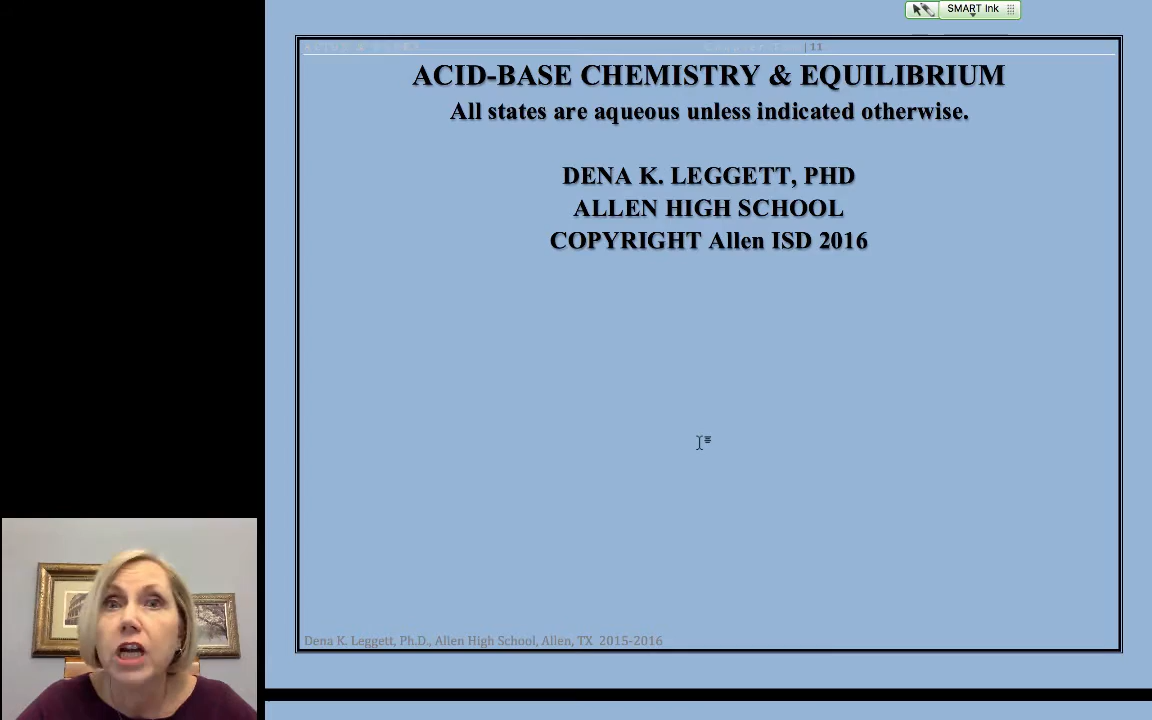 SMART Ink
|11
ACID-BASE CHEMISTRY & EQUILIBRIUM
All states are aqueous unless indicated otherwise.
DENA K. LEGGETT, PHD
ALLEN HIGH SCHOOL
COPYRIGHT Allen ISD 2016
Dena K. Leggett, Ph.D., Allen High School, Allen, TX 2015-2016